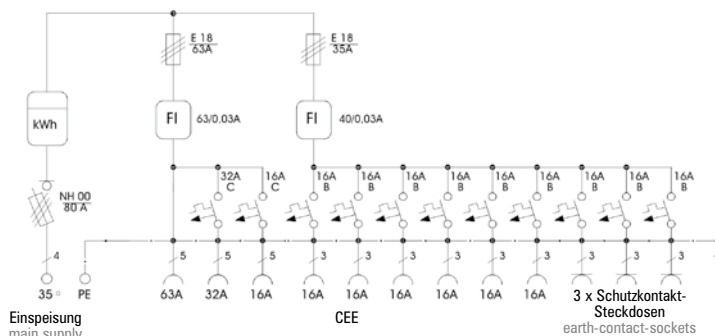 E 18
63A
E 18
35A
kWh
FI
63/0,03A
FI
40/0,03A
NH 00
80 A
32A
C
16A
C
16A
B
16A
B
16A
B
16A
B
16A
B
16A
B
16A
B
16A
B
16A
B
4
5
5
5
3
3
3
3
3
3
3
3
3
35 °
PE
63A
32A
16A
16A
16A
16A
16A
16A
16A
3 x Schutzkontakt-
Steckdosen
earth-contact-sockets
Einspeisung
main supply
CEE